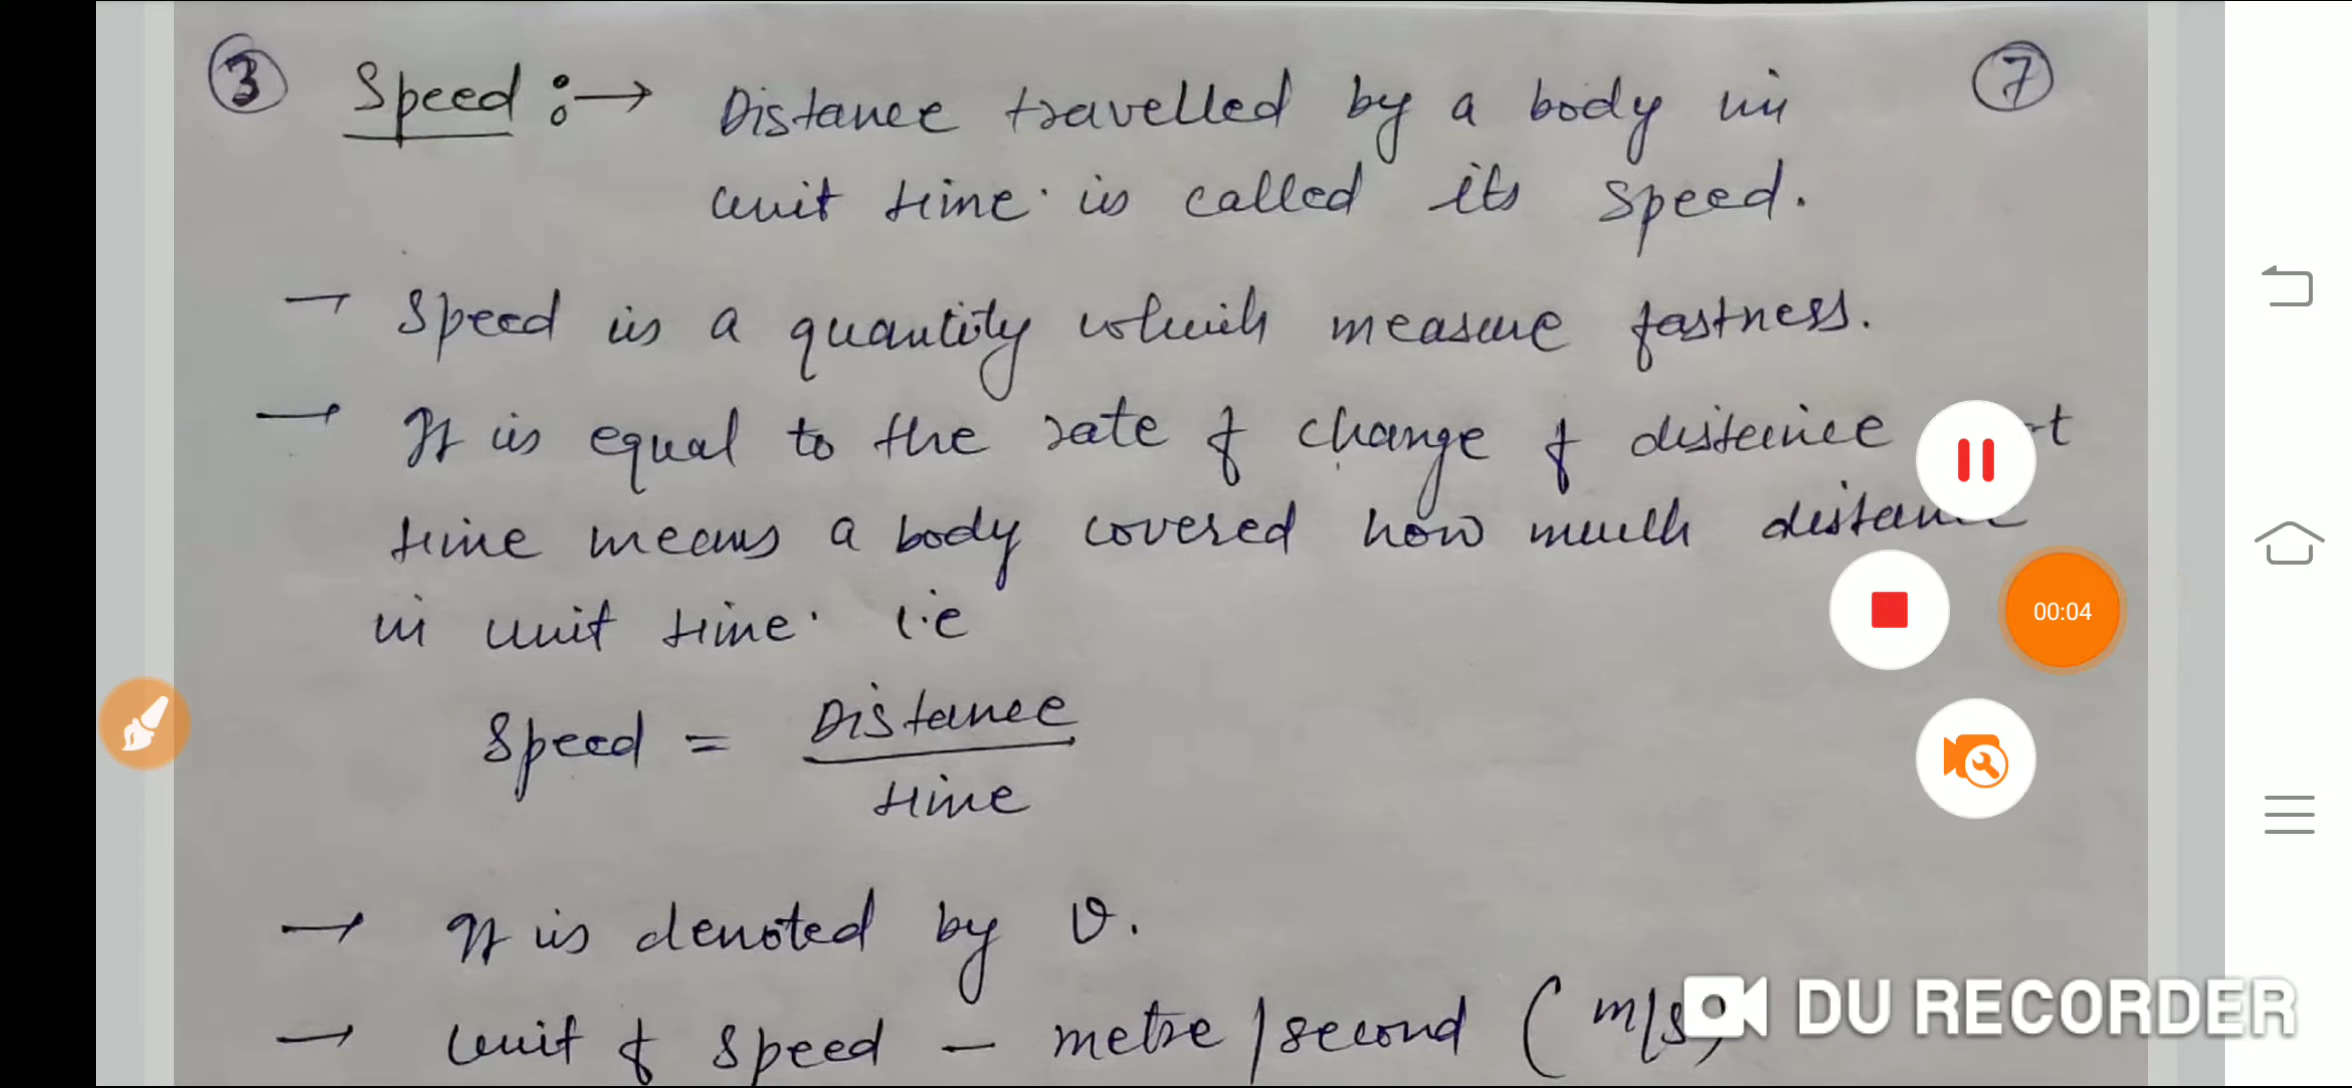 ③ Speed :→ Distance travelled by a body in ⑦
unit time is called its speed.
→ Speed is a quantity which measure fastness.
→ It is equal to the rate of change of distance
time means a body covered how much distance
in unit time. i.e
Speed = Distance
time
00:04
→ It is denoted by v.
→ Unit of speed – metre/second (m/s)
DU RECORDER